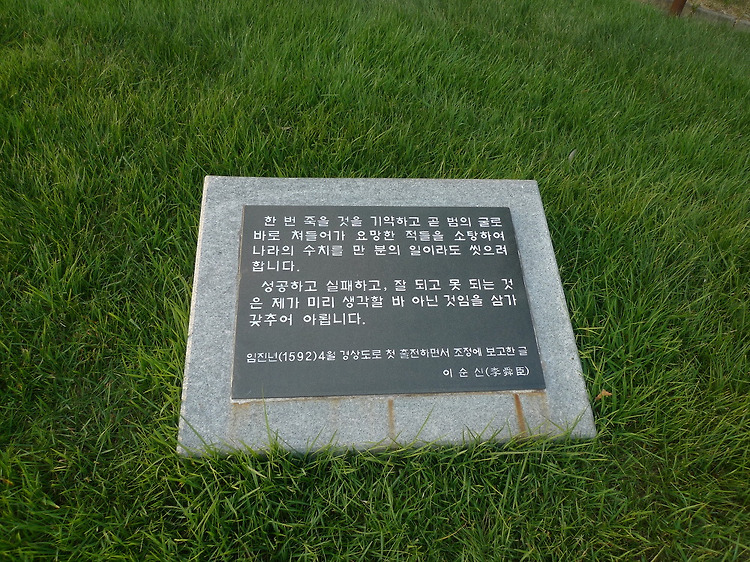 한 번 죽을 것을 기약하고 곧 범의 굴로
바로 쳐들어가 요망한 적들을 소탕하여
나라의 수치를 만 분의 일이라도 씻으려
합니다.
성공하고 실패하고, 잘 되고 못 되는 것
은 제가 미리 생각할 바 아닌 것임을 삼가
갖추어 아룁니다.
임진년(1592)4월 경상도로 첫 출전하면서 조정에 보고한 글
이 순 신(李舜臣)